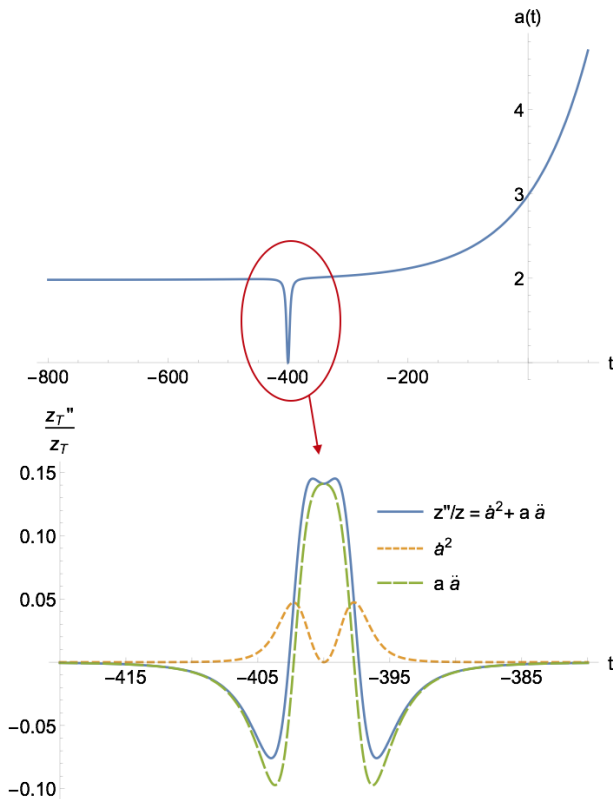 a(t)
4
3
2
−800 −600 −400 −200 t
z_T''
z_T
0.15
0.10
0.05
−0.05
−0.10
z''/z = ȧ²+ a ä
ȧ²
a ä
−415 −405 −395 −385 t